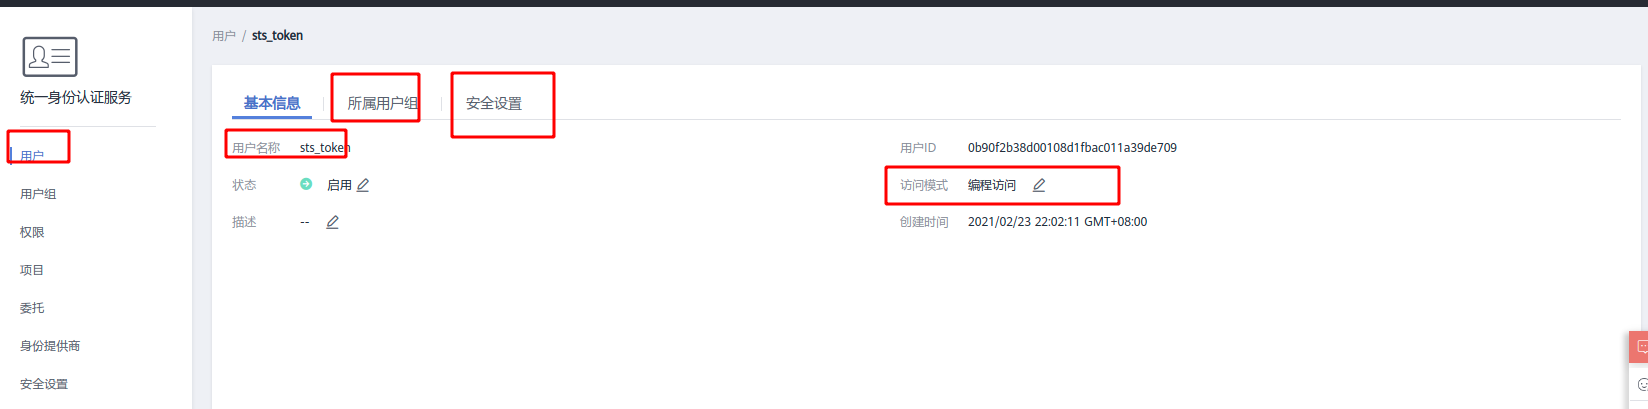 用户 / sts_token
统一身份认证服务
用户
用户组
权限
项目
委托
身份提供商
安全设置
基本信息 所属用户组 安全设置
用户名称 sts_token
用户ID 0b90f2b38d00108d1fbac011a39de709
状态 启用
访问模式 编程访问
描述 --
创建时间 2021/02/23 22:02:11 GMT+08:00